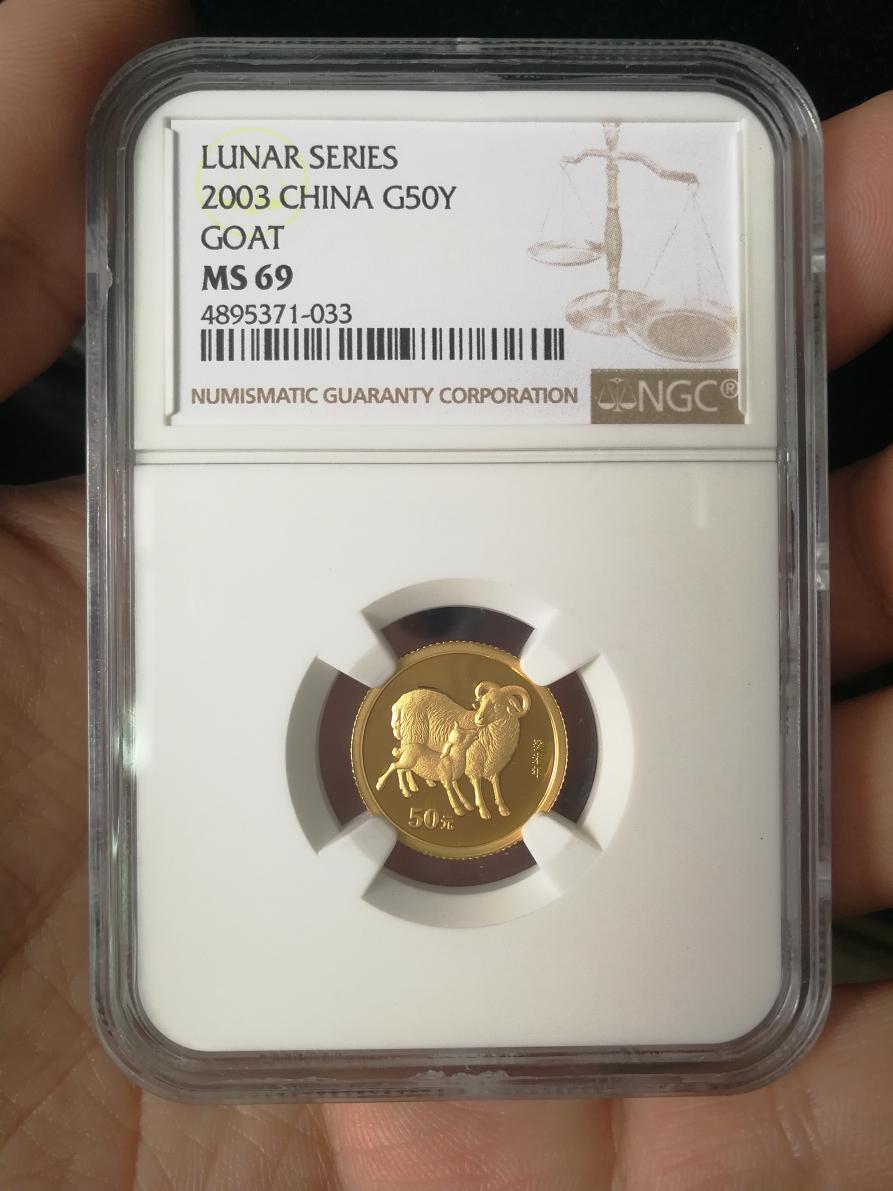 LUNAR SERIES
2003 CHINA G50Y
GOAT
MS 69
4895371-033
NUMISMATIC GUARANTY CORPORATION
NGC®
50元